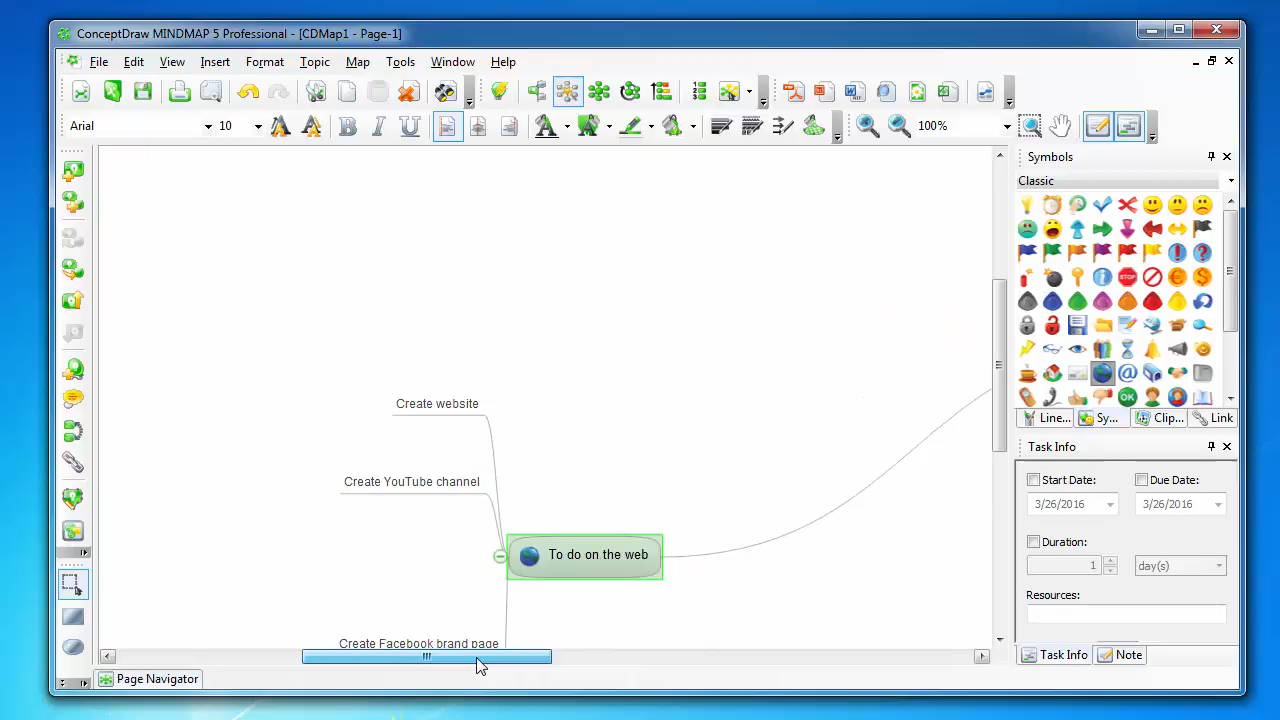 ConceptDraw MINDMAP 5 Professional - [CDMap1 - Page-1]
File Edit View Insert Format Topic Map Tools Window Help
Arial 10 100%
Symbols
Classic
Create website
Create YouTube channel
To do on the web
Create Facebook brand page
Line... Sy... Clip... Link
Task Info
Start Date: Due Date:
3/26/2016 3/26/2016
Duration:
1 day(s)
Resources:
Task Info Note
Page Navigator